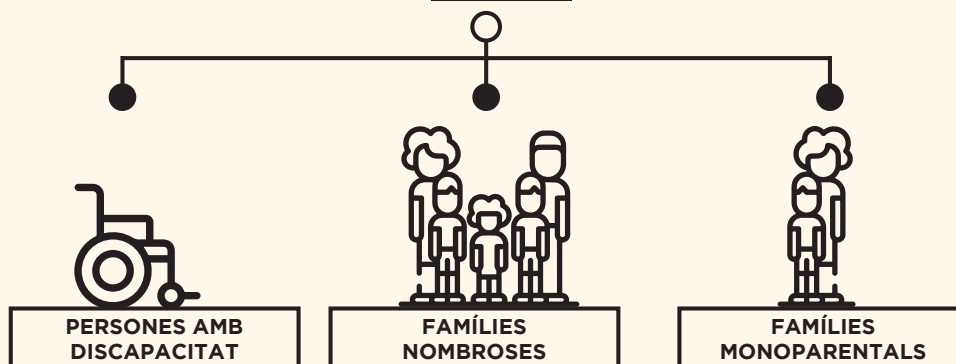 PERSONES AMB
DISCAPACITAT
FAMÍLIES
NOMBROSES
FAMÍLIES
MONOPARENTALS